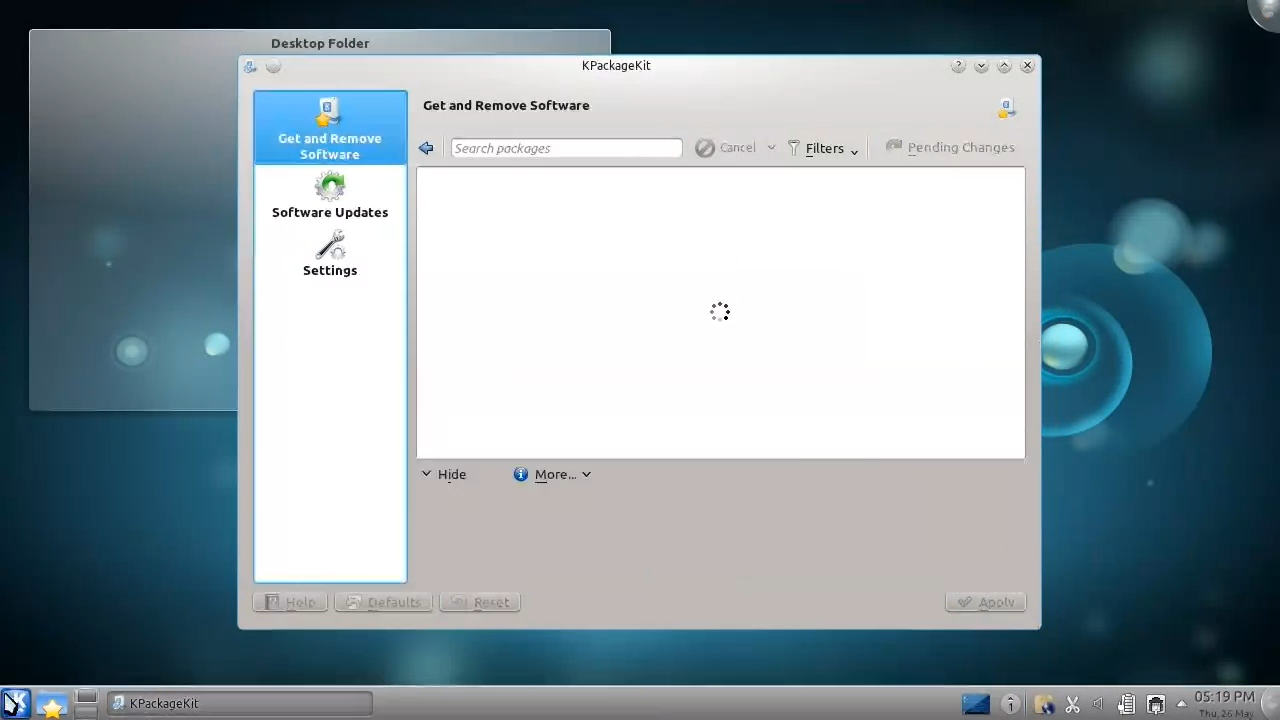 Desktop Folder
KPackageKit
Get and Remove
Software
Software Updates
Settings
Get and Remove Software
Search packages
Cancel
Filters
Pending Changes
Hide
More...
Help
Defaults
Reset
Apply
KPackageKit
05:19 PM
Thu, 26 May